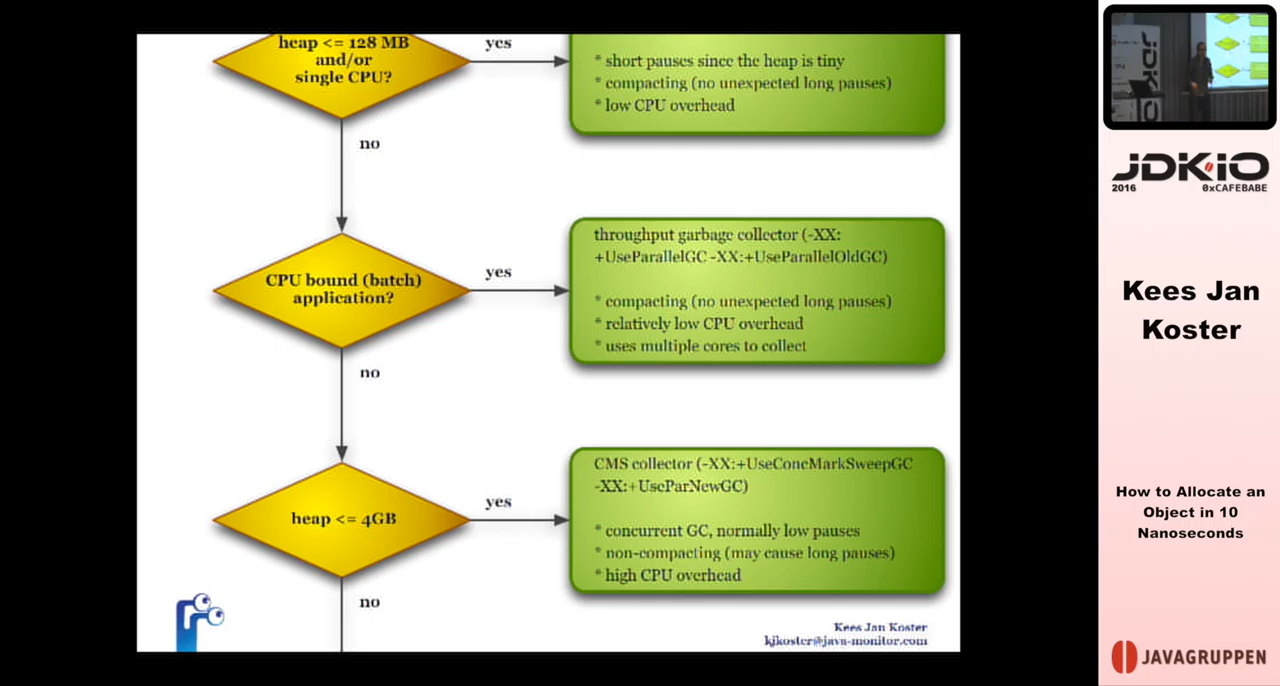 heap <= 128 MB
and/or
single CPU?
yes
* short pauses since the heap is tiny
* compacting (no unexpected long pauses)
* low CPU overhead
no
CPU bound (batch)
application?
yes
throughput garbage collector (-XX:
+UseParallelGC -XX:+UseParallelOldGC)
* compacting (no unexpected long pauses)
* relatively low CPU overhead
* uses multiple cores to collect
no
heap <= 4GB
yes
CMS collector (-XX:+UseConcMarkSweepGC
-XX:+UseParNewGC)
* concurrent GC, normally low pauses
* non-compacting (may cause long pauses)
* high CPU overhead
no
Kees Jan Koster
kjkoster@java-monitor.com
JDKIO
JDK·IO
2016 0xCAFEBABE
Kees Jan
Koster
How to Allocate an
Object in 10
Nanoseconds
JAVAGRUPPEN